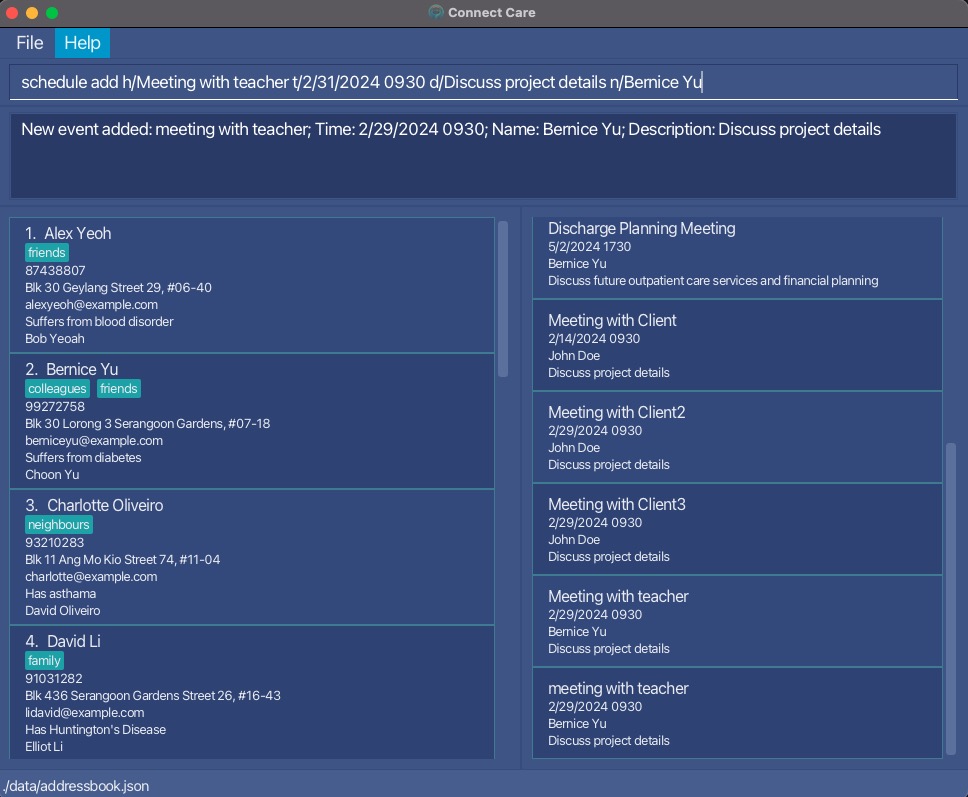 Connect Care
File Help
schedule add h/Meeting with teacher t/2/31/2024 0930 d/Discuss project details n/Bernice Yu
New event added: meeting with teacher; Time: 2/29/2024 0930; Name: Bernice Yu; Description: Discuss project details
1. Alex Yeoh
friends
87438807
Blk 30 Geylang Street 29, #06-40
alexyeoh@example.com
Suffers from blood disorder
Bob Yeoah
2. Bernice Yu
colleagues friends
99272758
Blk 30 Lorong 3 Serangoon Gardens, #07-18
berniceyu@example.com
Suffers from diabetes
Choon Yu
3. Charlotte Oliveiro
neighbours
93210283
Blk 11 Ang Mo Kio Street 74, #11-04
charlotte@example.com
Has asthama
David Oliveiro
4. David Li
family
91031282
Blk 436 Serangoon Gardens Street 26, #16-43
lidavid@example.com
Has Huntington's Disease
Elliot Li
Discharge Planning Meeting
5/2/2024 1730
Bernice Yu
Discuss future outpatient care services and financial planning
Meeting with Client
2/14/2024 0930
John Doe
Discuss project details
Meeting with Client2
2/29/2024 0930
John Doe
Discuss project details
Meeting with Client3
2/29/2024 0930
John Doe
Discuss project details
Meeting with teacher
2/29/2024 0930
Bernice Yu
Discuss project details
meeting with teacher
2/29/2024 0930
Bernice Yu
Discuss project details
./data/addressbook.json